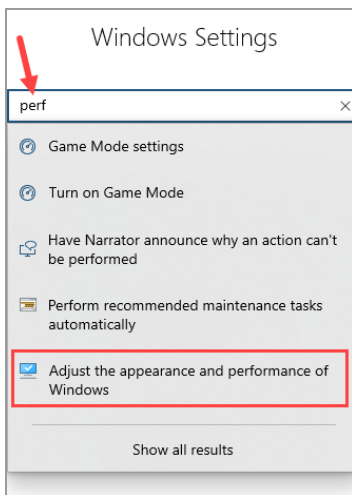 Windows Settings
perf
Game Mode settings
Turn on Game Mode
Have Narrator announce why an action can't
be performed
Perform recommended maintenance tasks
automatically
Adjust the appearance and performance of
Windows
Show all results